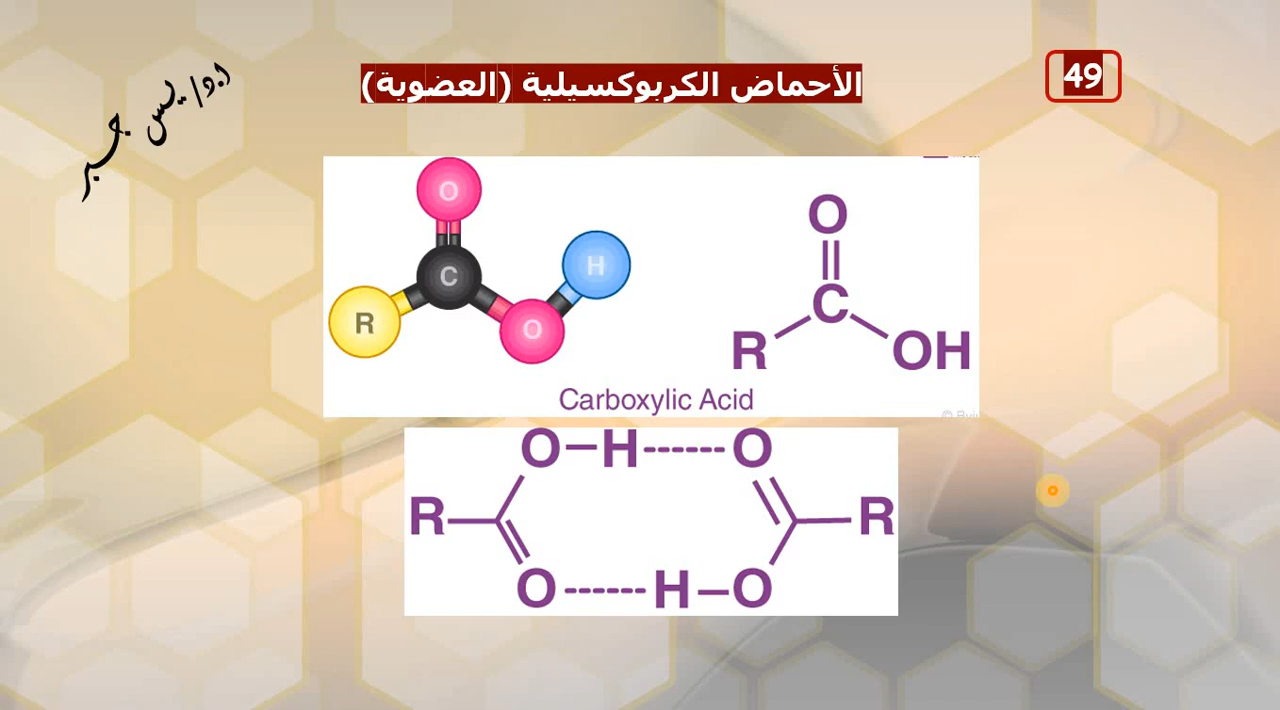 49
الأحماض الكربوكسيلية (العضوية)
ا.د/يس جبر
O
C
H
R
O
O
C
R
OH
Carboxylic Acid
O H O
R R
O H O